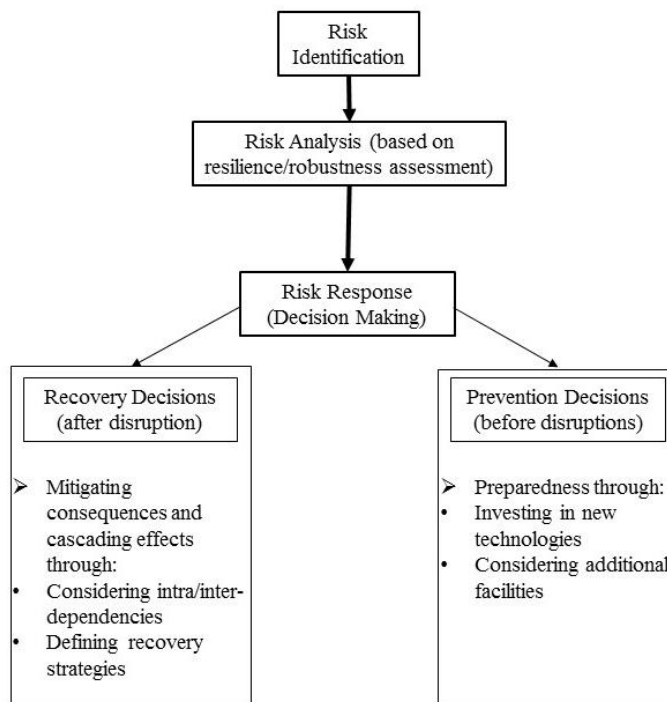 Risk
Identification
Risk Analysis (based on
resilience/robustness assessment)
Risk Response
(Decision Making)
Recovery Decisions
(after disruption)
➢ Mitigating
consequences and
cascading effects
through:
• Considering intra/inter-
dependencies
• Defining recovery
strategies
Prevention Decisions
(before disruptions)
➢ Preparedness through:
• Investing in new
technologies
• Considering additional
facilities